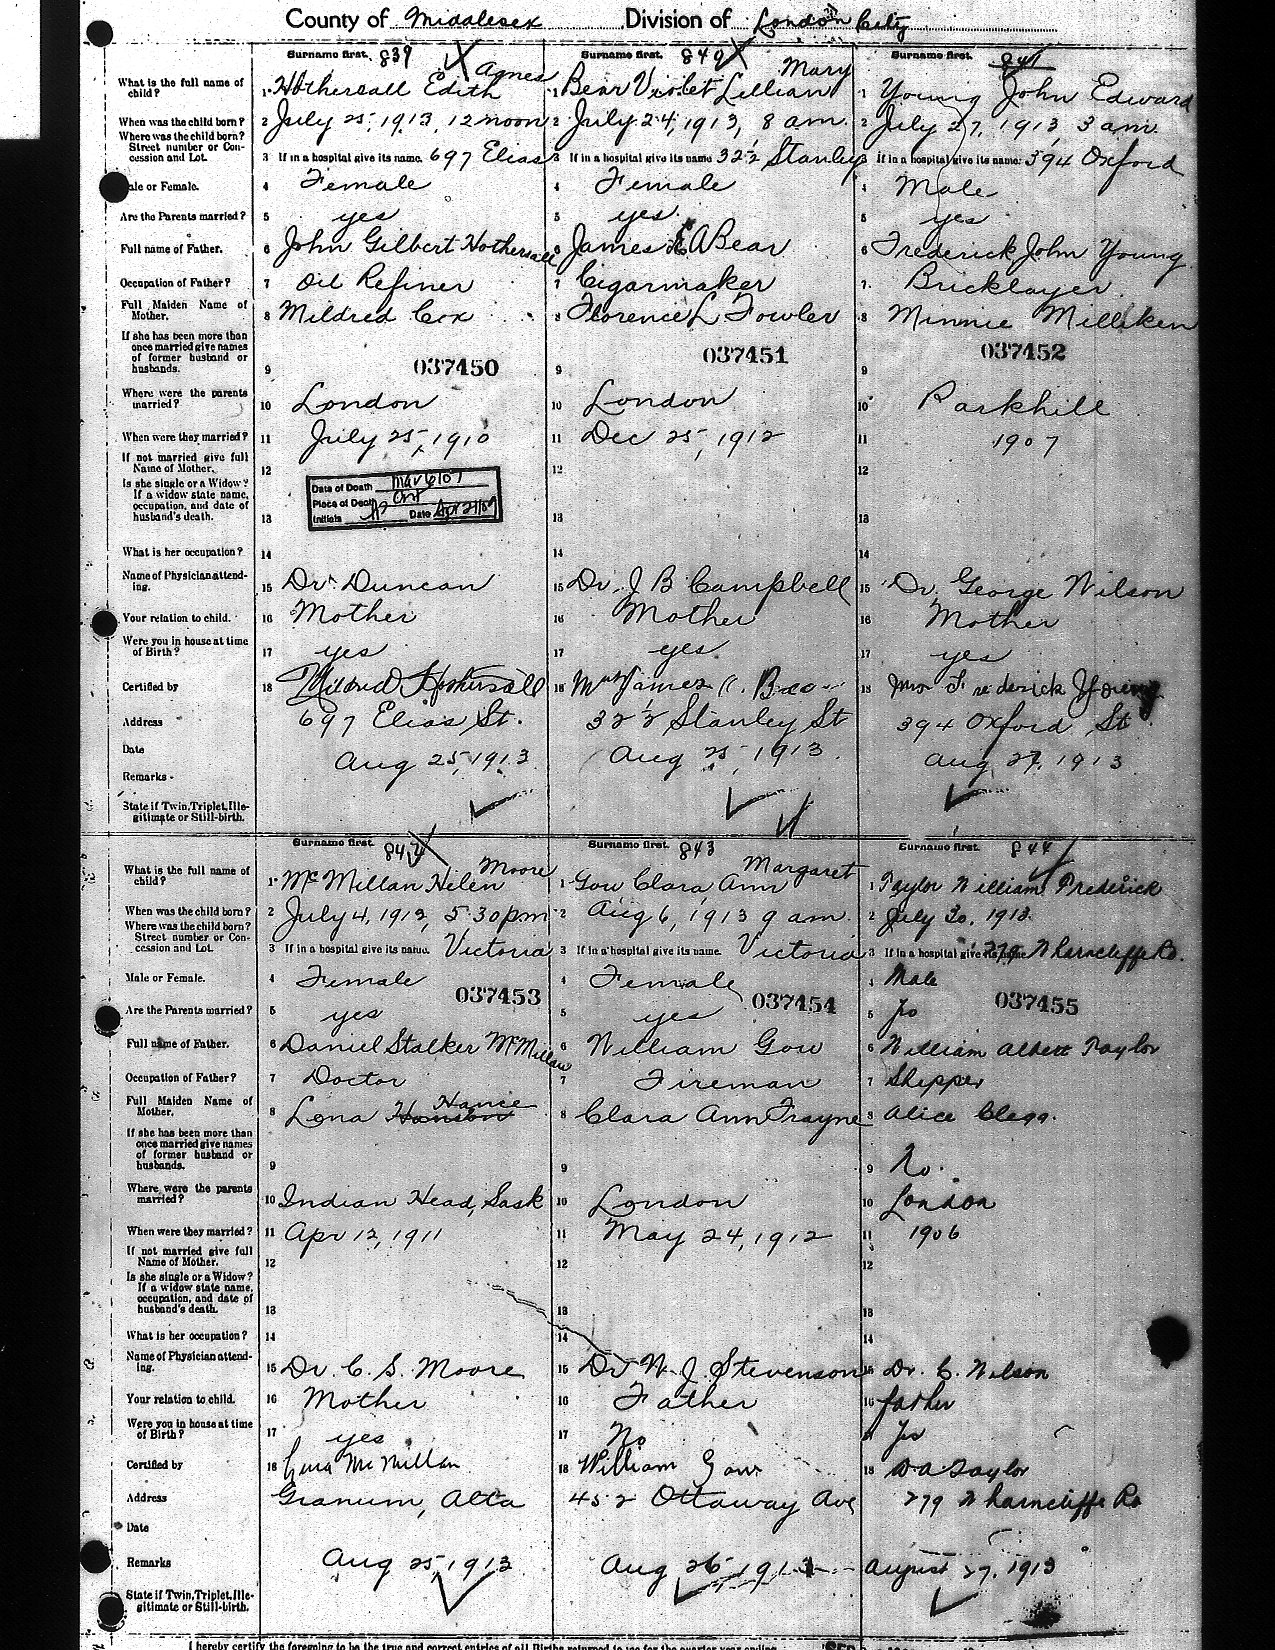 County of Middlesex Division of London City
Surname first. 839 Surname first. 840 Surname first. 841
What is the full name of child? 1 Hothersall Edith Agnes 1 Bear Violet Lillian Mary 1 Young John Edward
When was the child born? 2 July 25, 1913, 12 noon 2 July 24, 1913, 8 am. 2 July 27, 1913 3 am.
Where was the child born?
Street number or Con-
cession and Lot. 3 If in a hospital give its name. 697 Elias 3 If in a hospital give its name 32½ Stanley 3 If in a hospital give its name: 394 Oxford
ale or Female. 4 Female 4 Female 4 Male
Are the Parents married? 5 yes 5 yes. 5 yes
Full name of Father. 6 John Gilbert Hothersall 6 James A Bear 6 Frederick John Young
Occupation of Father? 7 Oil Refiner 7 Cigarmaker 7. Bricklayer
Full Maiden Name of
Mother. 8 Mildred Cox 8 Florence L Fowler 8 Minnie Milliken
If she has been more than
once married give names
of former husband or
husbands. 9 037450 9 037451 9 037452
Where were the parents
married? 10 London 10 London 10 Parkhill
When were they married? 11 July 25, 1910 11 Dec 25, 1912 11 1907
If not married give full
Name of Mother. 12 12 12
Is she single or a Widow?
If a widow state name,
occupation, and date of
husband's death. 13 13 13
Date of Death Mar 6/07
Place of Death Ont
Initials Date Apr 21/09
What is her occupation? 14 14 14
Name of Physician attend-
ing. 15 Dr. Duncan 15 Dr. J B Campbell 15 Dr. George Wilson
Your relation to child. 16 Mother 16 Mother 16 Mother
Were you in house at time
of Birth? 17 yes 17 yes. 17 yes
Certified by 18 Mildred Hothersall 18 Mrs James 18 Mrs Frederick Young
Address 697 Elias St. 32½ Stanley St 394 Oxford St.
Date Aug 25, 1913 Aug 25, 1913. Aug 27, 1913
Remarks
State if Twin, Triplet, Ille-
gitimate or Still-birth.
Surname first. 842 Surname first. 843 Surname first. 844
What is the full name of
child? 1 McMillan Helen Moore 1 Gow Clara Ann Margaret 1 Taylor William Frederick
When was the child born? 2 July 4, 1913, 5 30 pm 2 Aug 6, 1913 9 am. 2 July 30, 1913.
Where was the child born?
Street number or Con-
cession and Lot. 3 If in a hospital give its name. Victoria 3 If in a hospital give its name. Victoria 3 If in a hospital give its name 279 Wharncliffe Rd.
Male or Female. 4 Female 4 Female 4 Male
037453 037454 037455
Are the Parents married? 5 yes 5 yes 5 yes
Full name of Father. 6 Daniel Stalker McMillan 6 William Gow 6 William Albert Taylor
Occupation of Father? 7 Doctor 7 Fireman 7 Shipper
Full Maiden Name of
Mother. 8 Lena Hanson Hance 8 Clara Ann Frayne 8 Alice Clegg.
If she has been more than
once married give names
of former husband or
husbands. 9 9 9 No.
Where were the parents
married? 10 Indian Head, Sask 10 London 10 London
When were they married? 11 Apr 12, 1911 11 May 24, 1912 11 1906
If not married give full
Name of Mother. 12 12 12
Is she single or a Widow?
If a widow state name,
occupation, and date of
husband's death. 13 13 13
What is her occupation? 14 14 14
Name of Physician attend-
ing. 15 Dr. C. S. Moore 15 Dr W. J. Stevenson 15 Dr. C. Wilson
Your relation to child. 16 Mother 16 Father 16 father
Were you in house at time
of Birth? 17 yes 17 No 17 yes
Certified by 18 Lena McMillan 18 William Gow 18 W A Taylor
Address Granum, Alta 452 Ottaway Ave 279 Wharncliffe Rd
Date
Remarks Aug 25, 1913 Aug 26 1913 August 27, 1913
State if Twin, Triplet, Ille-
gitimate or Still-birth.
I hereby certify the foregoing to be the true and correct entries of all Births returned to me for the quarter year ending